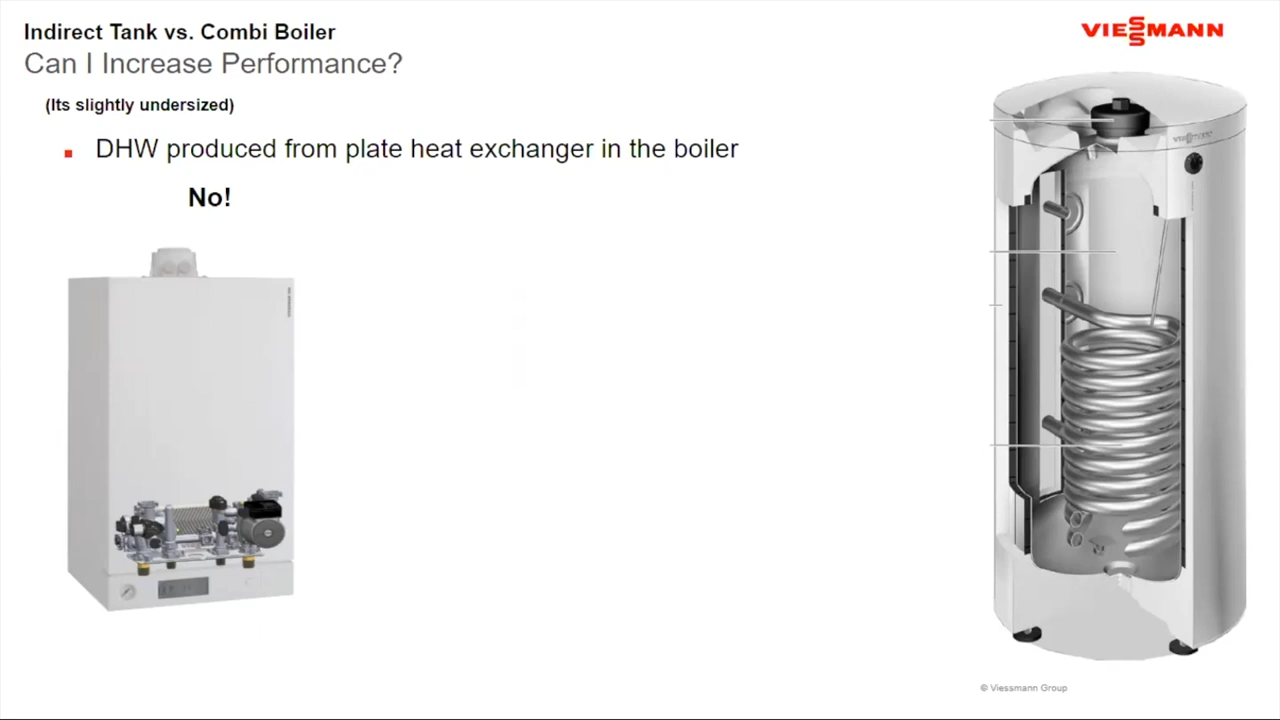 Indirect Tank vs. Combi Boiler
VIESSMANN
Can I Increase Performance?
(Its slightly undersized)
DHW produced from plate heat exchanger in the boiler
No!
© Viessmann Group